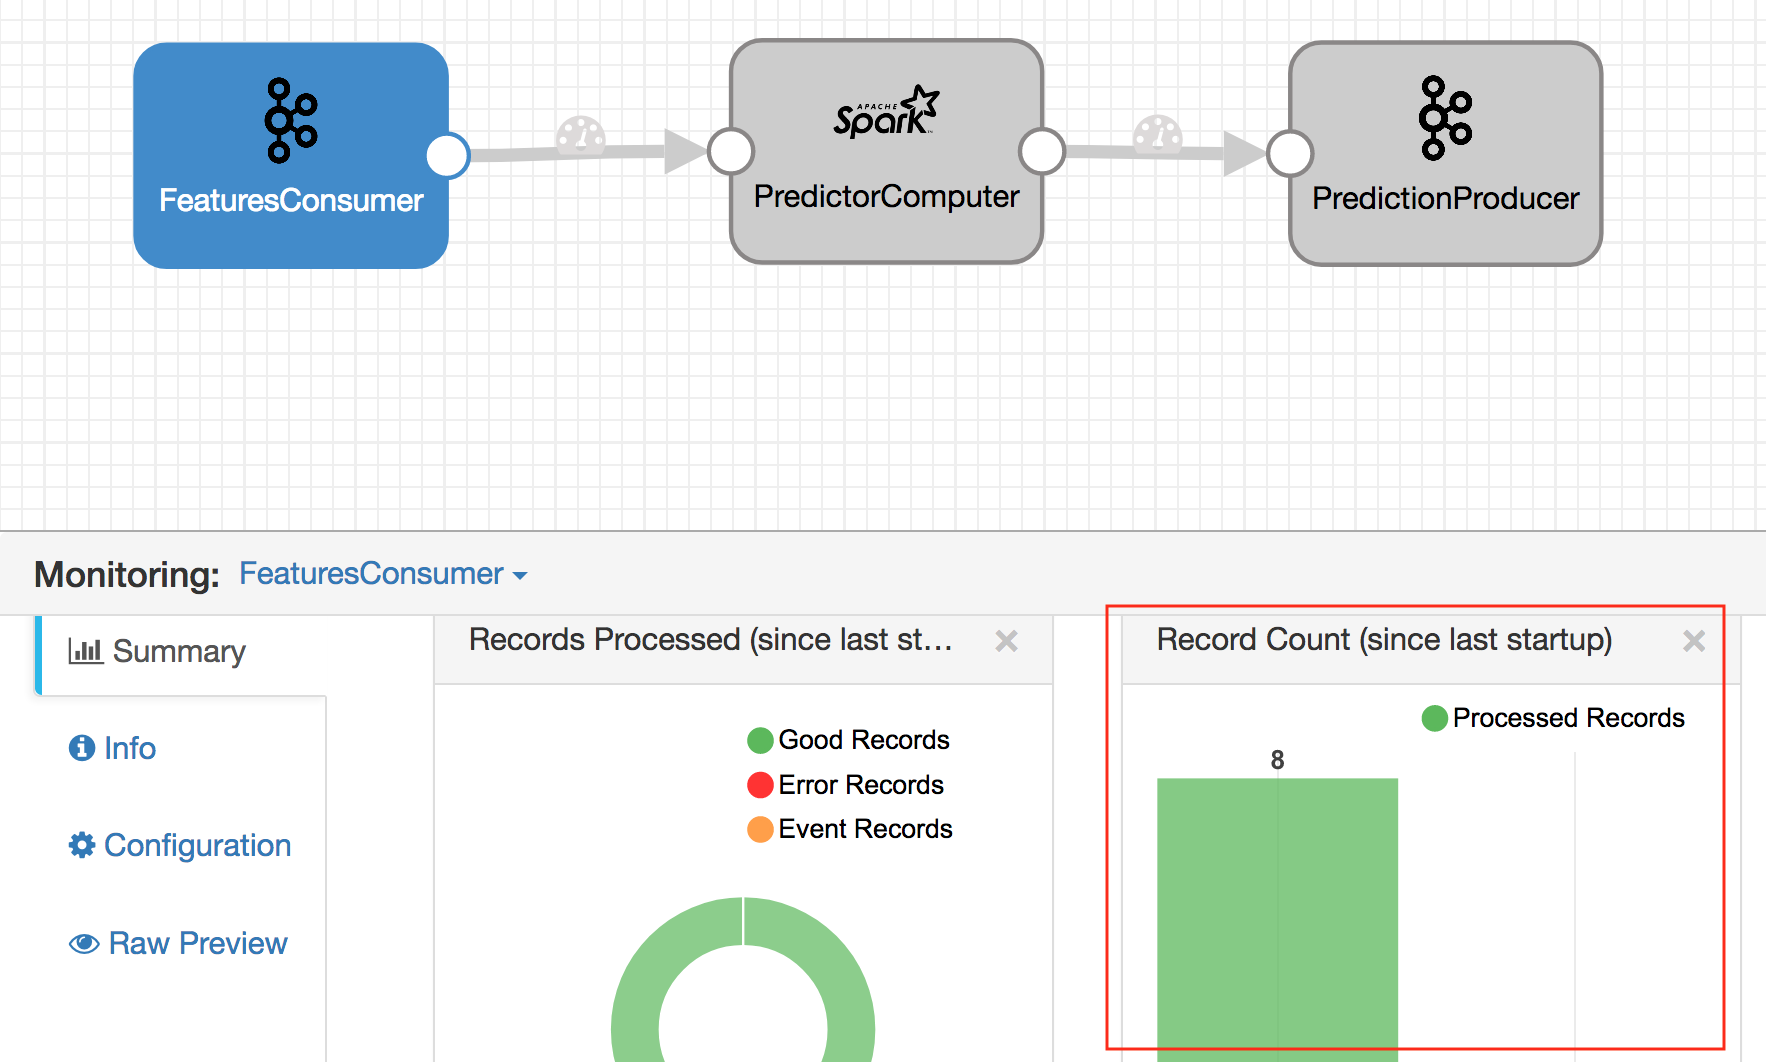 APACHE
Spark
FeaturesConsumer
PredictorComputer
PredictionProducer
Monitoring: FeaturesConsumer
Summary
Info
Configuration
Raw Preview
Records Processed (since last st...
Good Records
Error Records
Event Records
Record Count (since last startup)
Processed Records
8